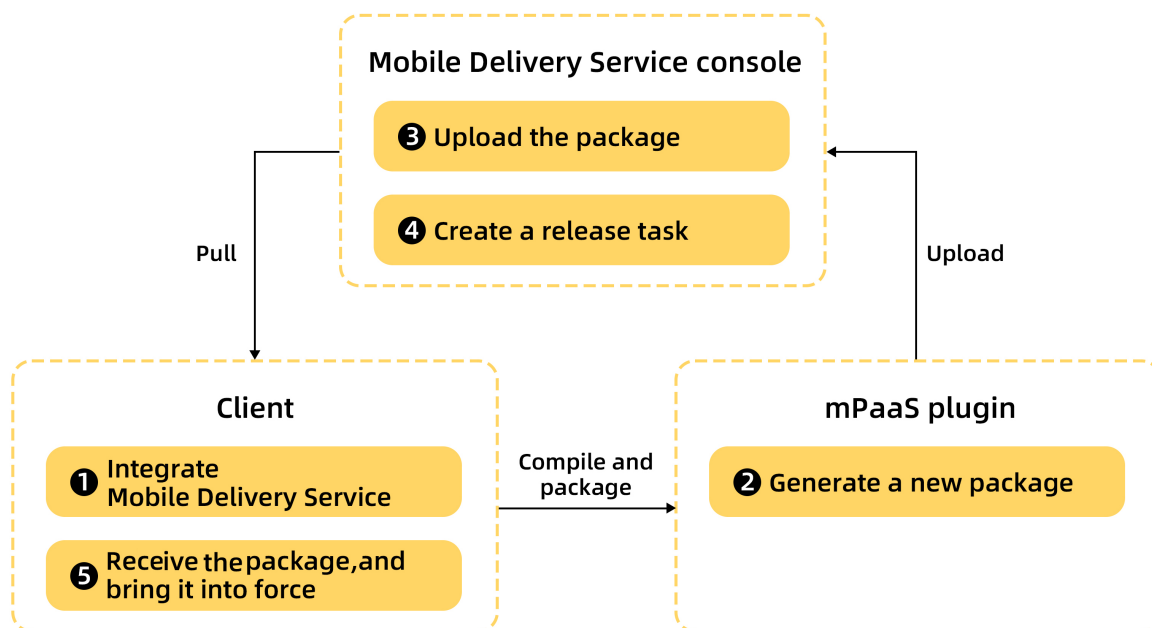 Mobile Delivery Service console
❸ Upload the package
❹ Create a release task
Pull
Upload
Client
❶ Integrate
Mobile Delivery Service
❺ Receive the package,and
bring it into force
Compile and
package
mPaaS plugin
❷ Generate a new package